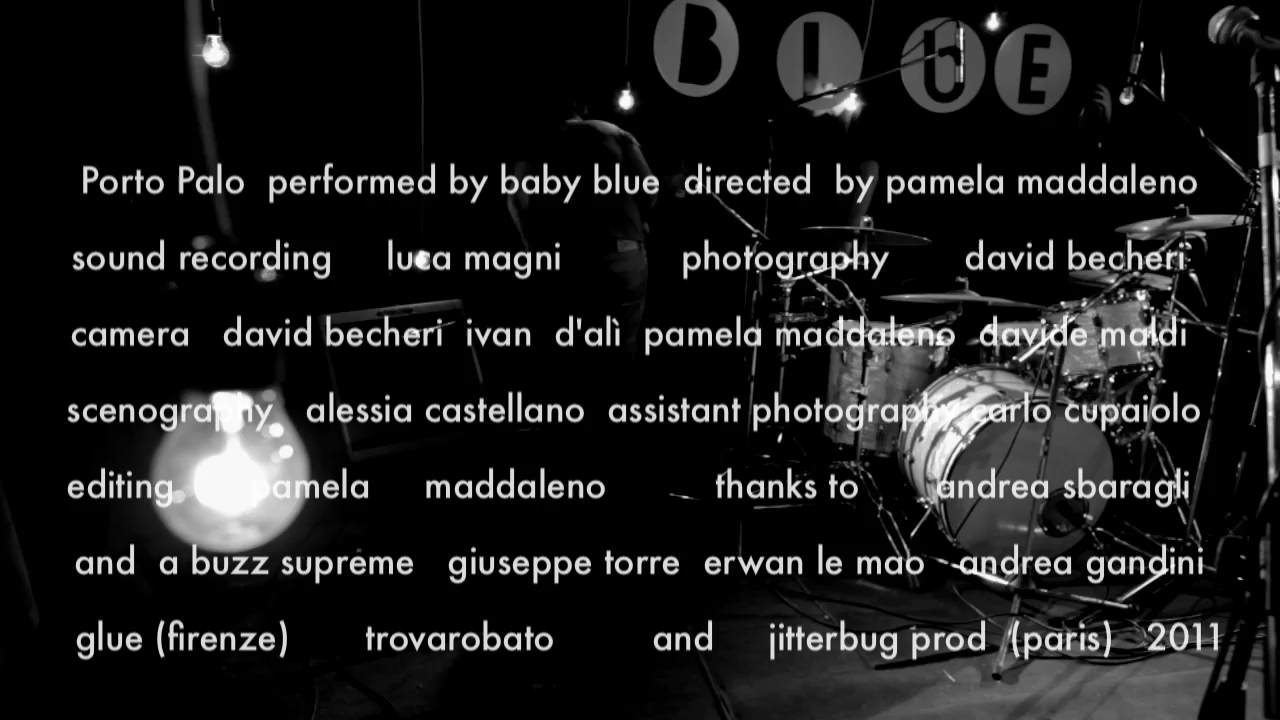 BLUE
Porto Palo performed by baby blue directed by pamela maddaleno
sound recording luca magni photography david becheri
camera david becheri ivan d'alì pamela maddaleno davide maldi
scenography alessia castellano assistant photography carlo cupaiolo
editing pamela maddaleno thanks to andrea sbaragli
and a buzz supreme giuseppe torre erwan le mao andrea gandini
glue (firenze) trovarobato and jitterbug prod (paris) 2011